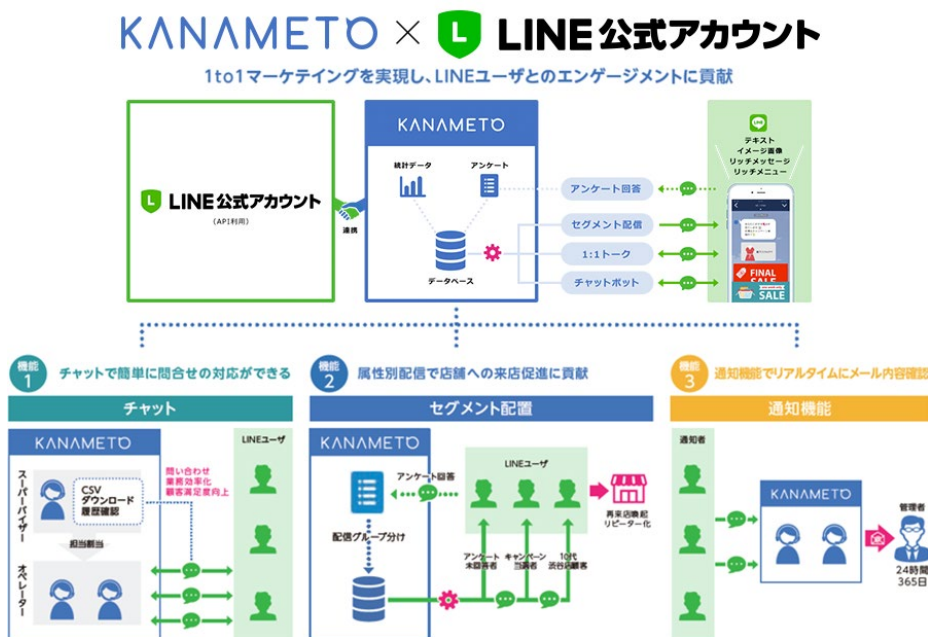 KANAMETO × L LINE公式アカウント
1to1マーケテイングを実現し、LINEユーザとのエンゲージメントに貢献
L LINE公式アカウント
(API利用)
連携
KANAMETO
統計データ
アンケート
データベース
アンケート回答
セグメント配信
1:1トーク
チャットボット
LINE
テキスト
イメージ画像
リッチメッセージ
リッチメニュー
FINAL
SALE
SALE
機能
1
チャットで簡単に問合せの対応ができる
チャット
KANAMETO
LINEユーザ
スーパーバイザー
CSV
ダウンロード
履歴確認
問い合わせ
業務効率化
顧客満足度向上
担当割当
オペレーター
機能
2
属性別配信で店舗への来店促進に貢献
セグメント配置
KANAMETO
アンケート回答
LINEユーザ
再来店喚起
リピーター化
配信グループ分け
アンケート
未回答者
キャンペーン
当選者
10代
渋谷店顧客
機能
3
通知機能でリアルタイムにメール内容確認
通知機能
通知者
KANAMETO
管理者
24時間
365日